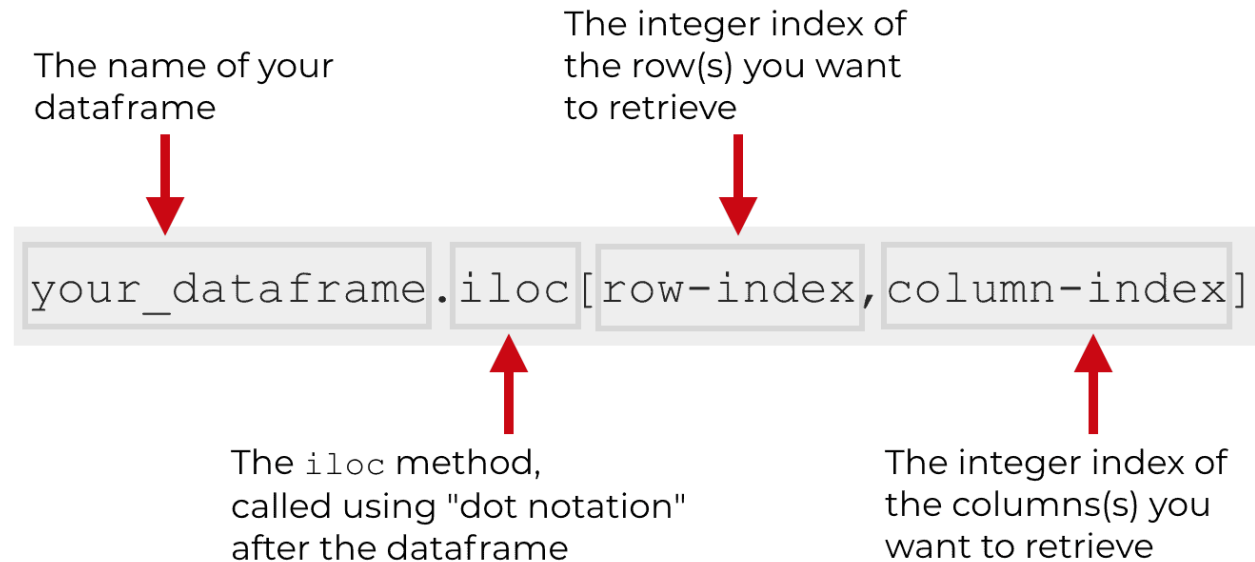 The name of your
dataframe
The integer index of
the row(s) you want
to retrieve
your_dataframe.iloc[row-index,column-index]
The iloc method,
called using "dot notation"
after the dataframe
The integer index of
the columns(s) you
want to retrieve